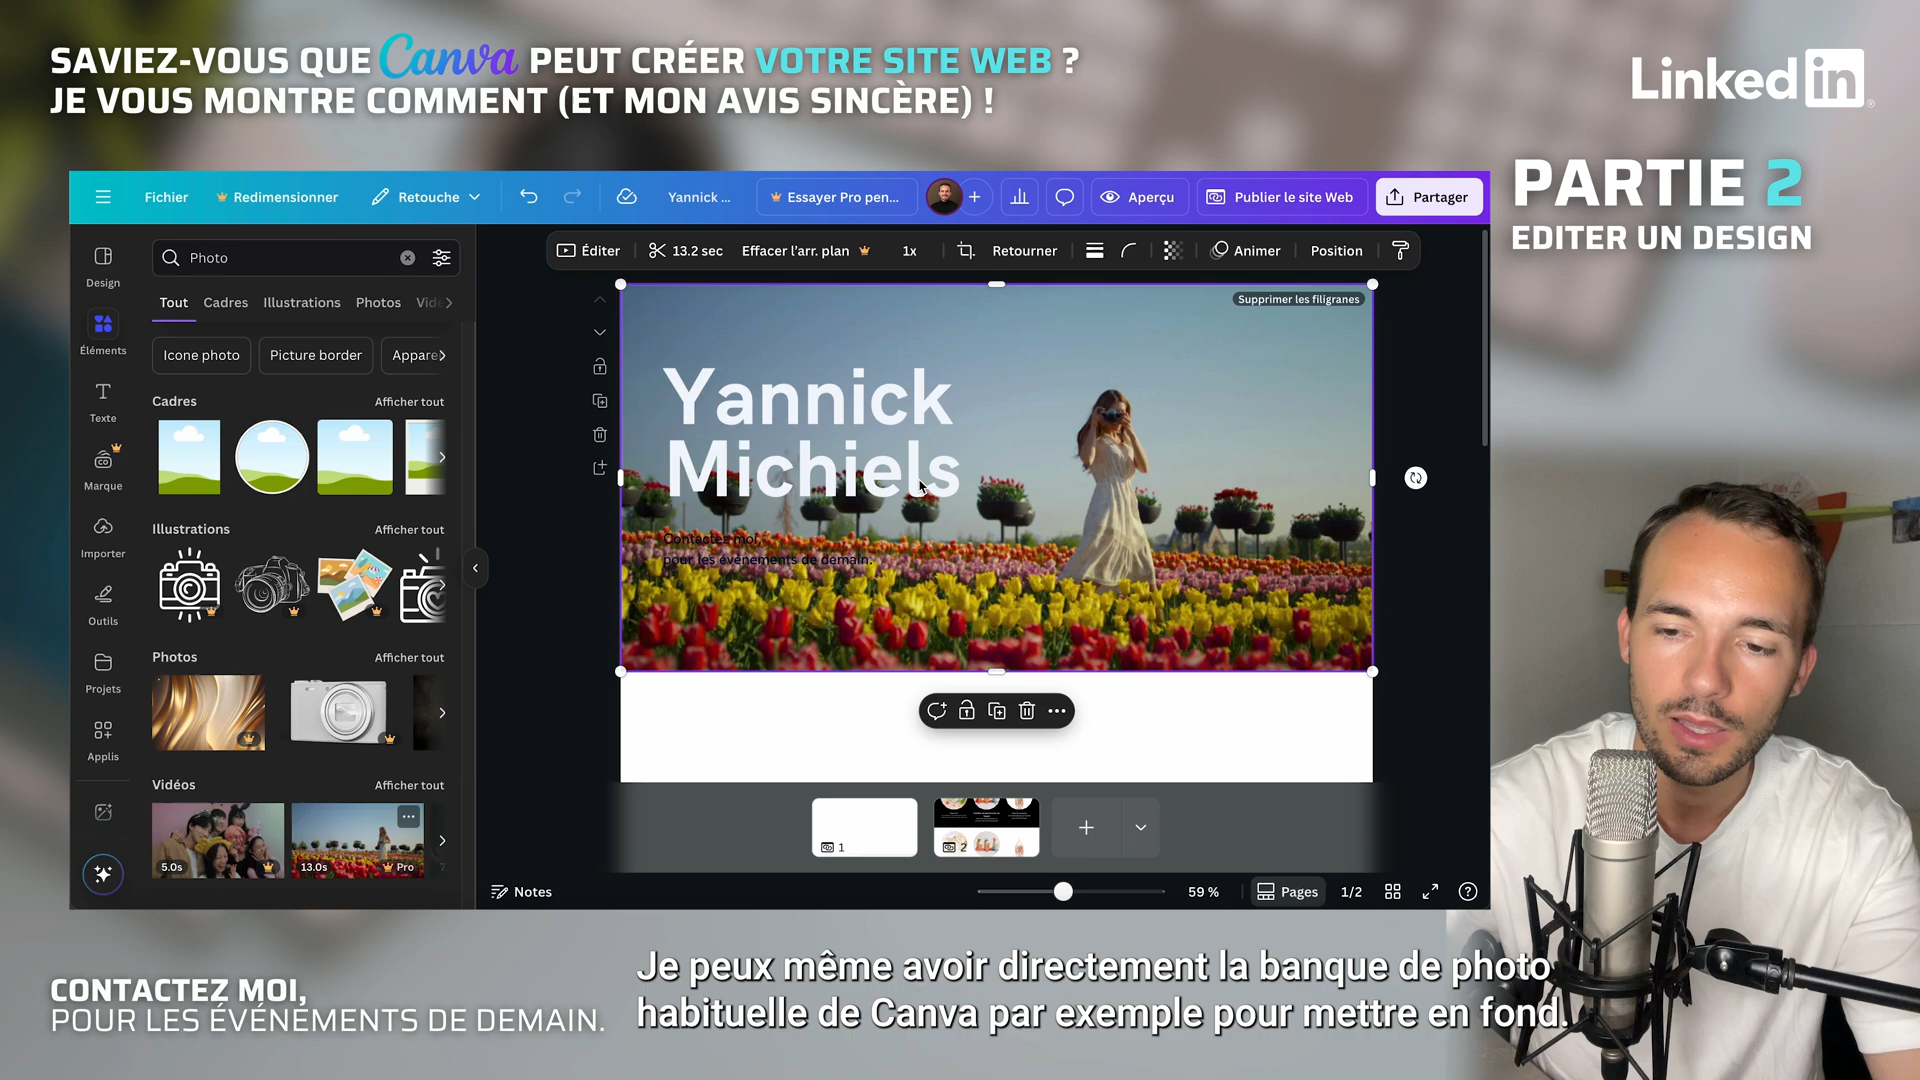 SAVIEZ-VOUS QUE Canva PEUT CRÉER VOTRE SITE WEB ?
JE VOUS MONTRE COMMENT (ET MON AVIS SINCÈRE) !
Linked in
PARTIE 2
EDITER UN DESIGN
Fichier
Redimensionner
Retouche
Yannick ...
Essayer Pro pen...
Aperçu
Publier le site Web
Partager
Design
Éléments
Texte
Marque
Importer
Outils
Projets
Applis
Photo
Tout
Cadres
Illustrations
Photos
Vid
Icone photo
Picture border
Appare
Cadres
Afficher tout
Illustrations
Afficher tout
Photos
Afficher tout
Vidéos
Afficher tout
5.0s
13.0s
Pro
Éditer
13.2 sec
Effacer l'arr. plan
1x
Retourner
Animer
Position
Supprimer les filigranes
Yannick
Michiels
Contactez moi,
pour les événements de demain.
1
2
Notes
59 %
Pages
1/2
CONTACTEZ MOI,
POUR LES ÉVÉNEMENTS DE DEMAIN.
Je peux même avoir directement la banque de photo
habituelle de Canva par exemple pour mettre en fond.